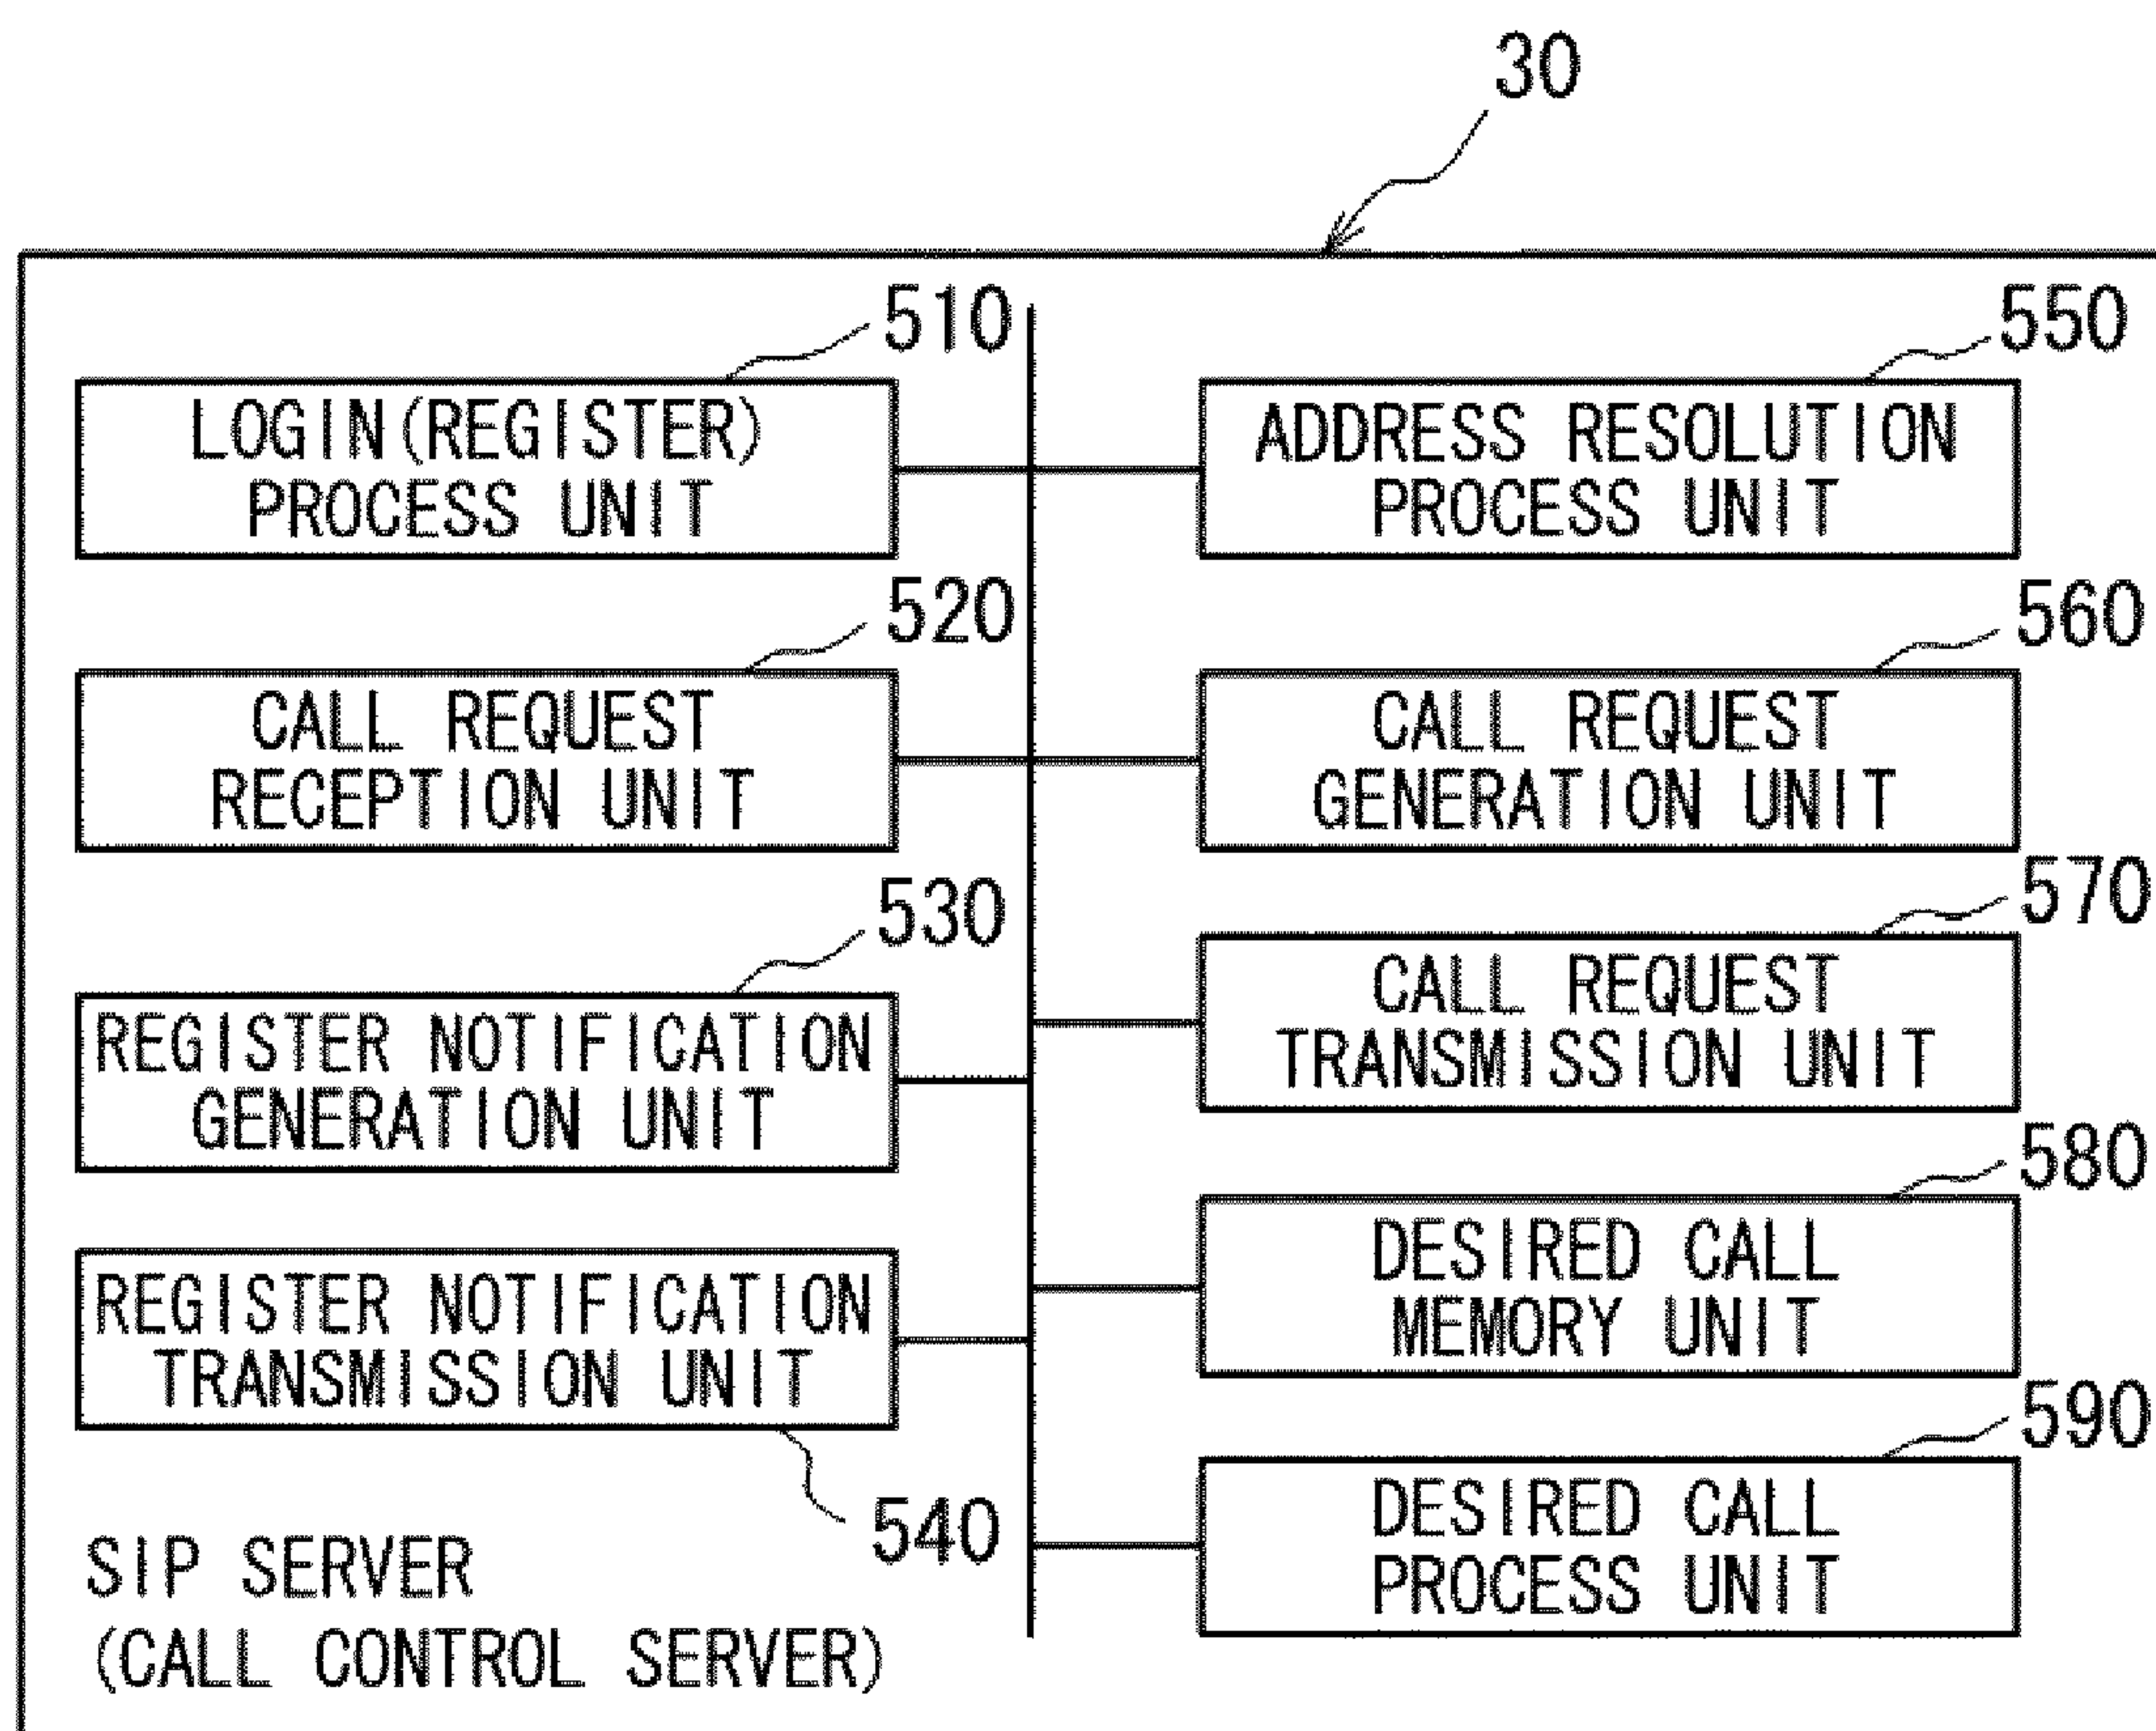 30
510
LOGIN(REGISTER)
PROCESS UNIT
520
CALL REQUEST
RECEPTION UNIT
530
REGISTER NOTIFICATION
GENERATION UNIT
REGISTER NOTIFICATION
TRANSMISSION UNIT
540
SIP SERVER
(CALL CONTROL SERVER)
550
ADDRESS RESOLUTION
PROCESS UNIT
560
CALL REQUEST
GENERATION UNIT
570
CALL REQUEST
TRANSMISSION UNIT
580
DESIRED CALL
MEMORY UNIT
590
DESIRED CALL
PROCESS UNIT